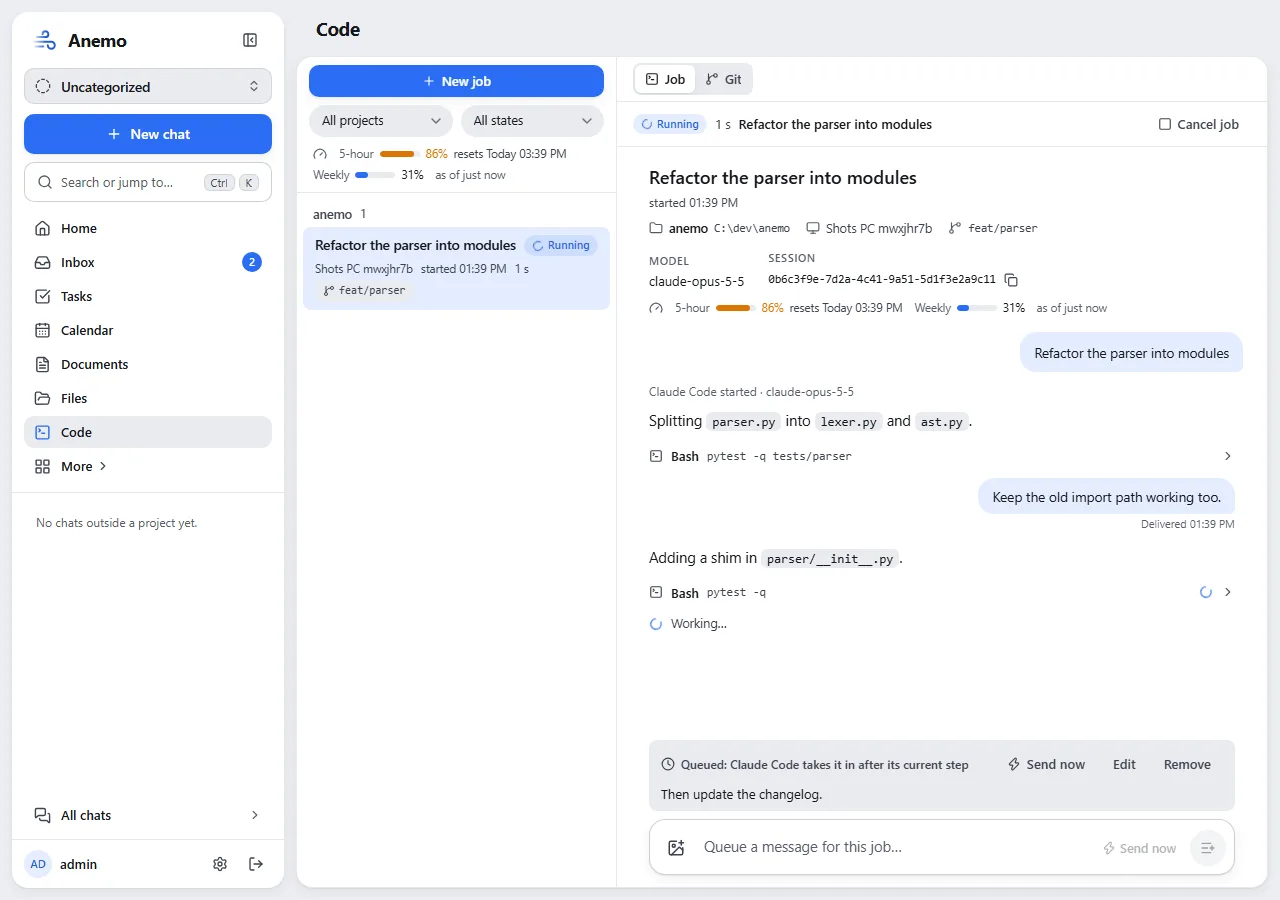 Anemo
Uncategorized
New chat
Search or jump to... Ctrl K
Home
Inbox 2
Tasks
Calendar
Documents
Files
Code
More
No chats outside a project yet.
All chats
AD admin
Code
New job
All projects All states
5-hour 86% resets Today 03:39 PM
Weekly 31% as of just now
anemo 1
Refactor the parser into modules Running
Shots PC mwxjhr7b started 01:39 PM 1 s
feat/parser
Job Git
Running 1 s Refactor the parser into modules Cancel job
Refactor the parser into modules
started 01:39 PM
anemo C:\dev\anemo Shots PC mwxjhr7b feat/parser
MODEL SESSION
claude-opus-5-5 0b6c3f9e-7d2a-4c41-9a51-5d1f3e2a9c11
5-hour 86% resets Today 03:39 PM Weekly 31% as of just now
Refactor the parser into modules
Claude Code started · claude-opus-5-5
Splitting parser.py into lexer.py and ast.py.
Bash pytest -q tests/parser
Keep the old import path working too.
Delivered 01:39 PM
Adding a shim in parser/__init__.py.
Bash pytest -q
Working...
Queued: Claude Code takes it in after its current step Send now Edit Remove
Then update the changelog.
Queue a message for this job... Send now